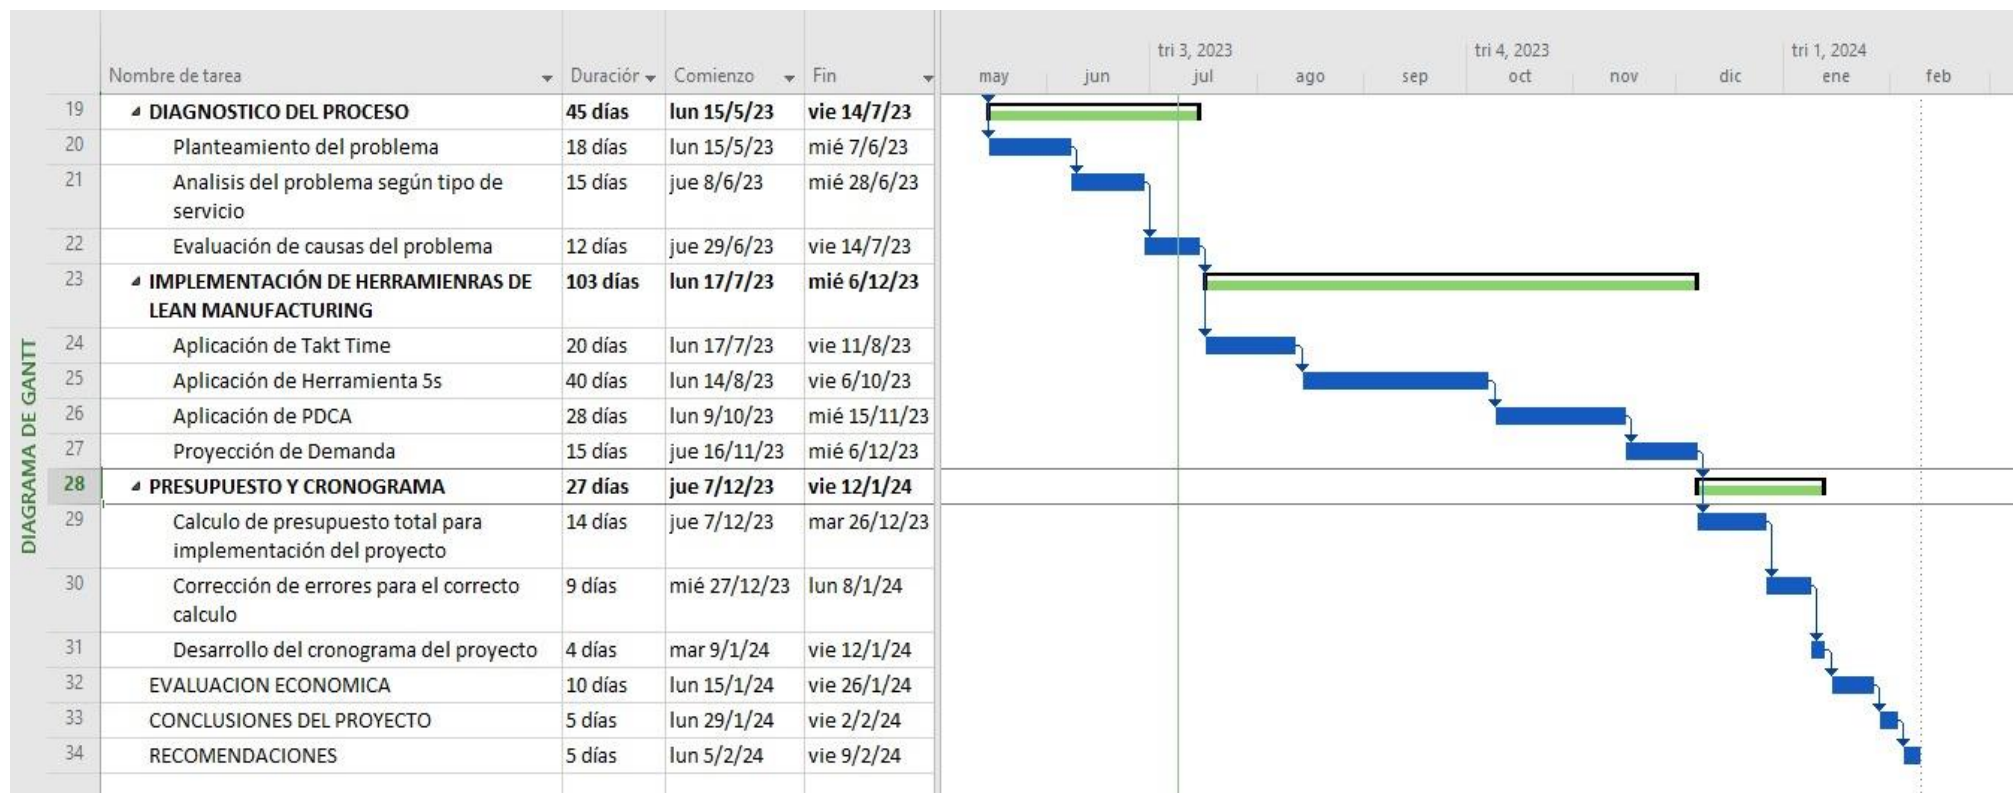 tri 3, 2023 tri 4, 2023 tri 1, 2024
Nombre de tarea Duración Comienzo Fin may jun jul ago sep oct nov dic ene feb
19 DIAGNOSTICO DEL PROCESO 45 días lun 15/5/23 vie 14/7/23
20 Planteamiento del problema 18 días lun 15/5/23 mié 7/6/23
21 Analisis del problema según tipo de 15 días jue 8/6/23 mié 28/6/23
servicio
22 Evaluación de causas del problema 12 días jue 29/6/23 vie 14/7/23
23 IMPLEMENTACIÓN DE HERRAMIENRAS DE 103 días lun 17/7/23 mié 6/12/23
LEAN MANUFACTURING
24 Aplicación de Takt Time 20 días lun 17/7/23 vie 11/8/23
25 Aplicación de Herramienta 5s 40 días lun 14/8/23 vie 6/10/23
26 Aplicación de PDCA 28 días lun 9/10/23 mié 15/11/23
27 Proyección de Demanda 15 días jue 16/11/23 mié 6/12/23
28 PRESUPUESTO Y CRONOGRAMA 27 días jue 7/12/23 vie 12/1/24
29 Calculo de presupuesto total para 14 días jue 7/12/23 mar 26/12/23
implementación del proyecto
30 Corrección de errores para el correcto 9 días mié 27/12/23 lun 8/1/24
calculo
31 Desarrollo del cronograma del proyecto 4 días mar 9/1/24 vie 12/1/24
32 EVALUACION ECONOMICA 10 días lun 15/1/24 vie 26/1/24
33 CONCLUSIONES DEL PROYECTO 5 días lun 29/1/24 vie 2/2/24
34 RECOMENDACIONES 5 días lun 5/2/24 vie 9/2/24
DIAGRAMA DE GANTT